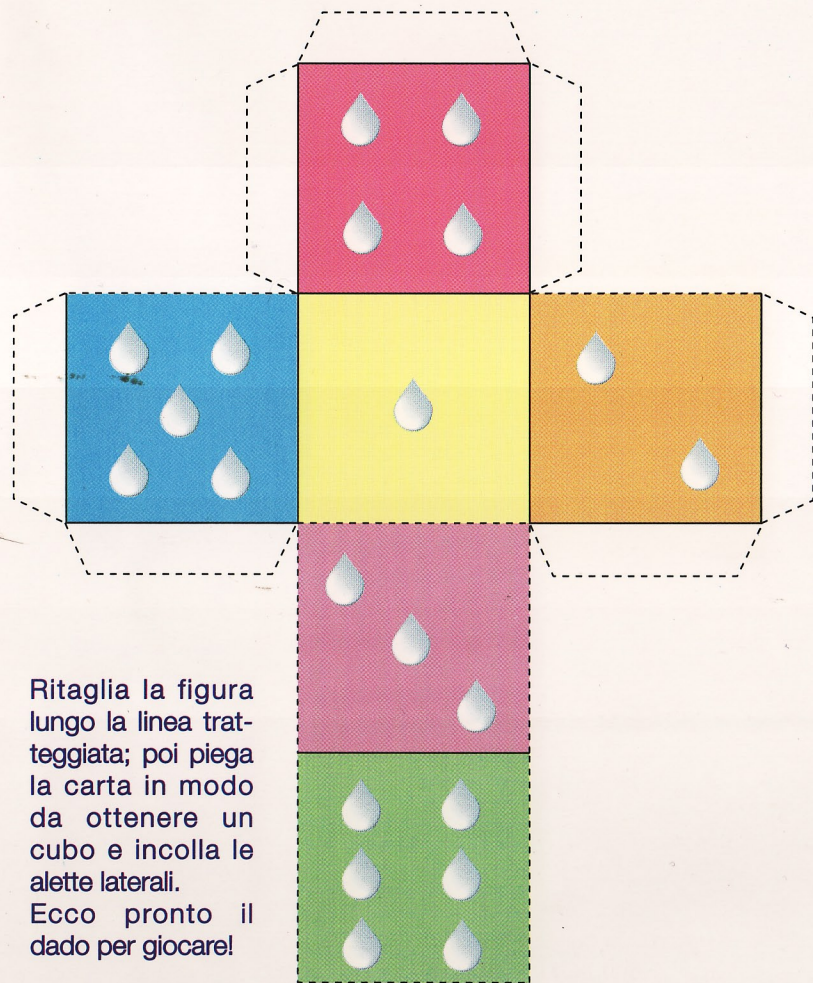 Ritaglia la figura
lungo la linea trat-
teggiata; poi piega
la carta in modo
da ottenere un
cubo e incolla le
alette laterali.
Ecco pronto il
dado per giocare!